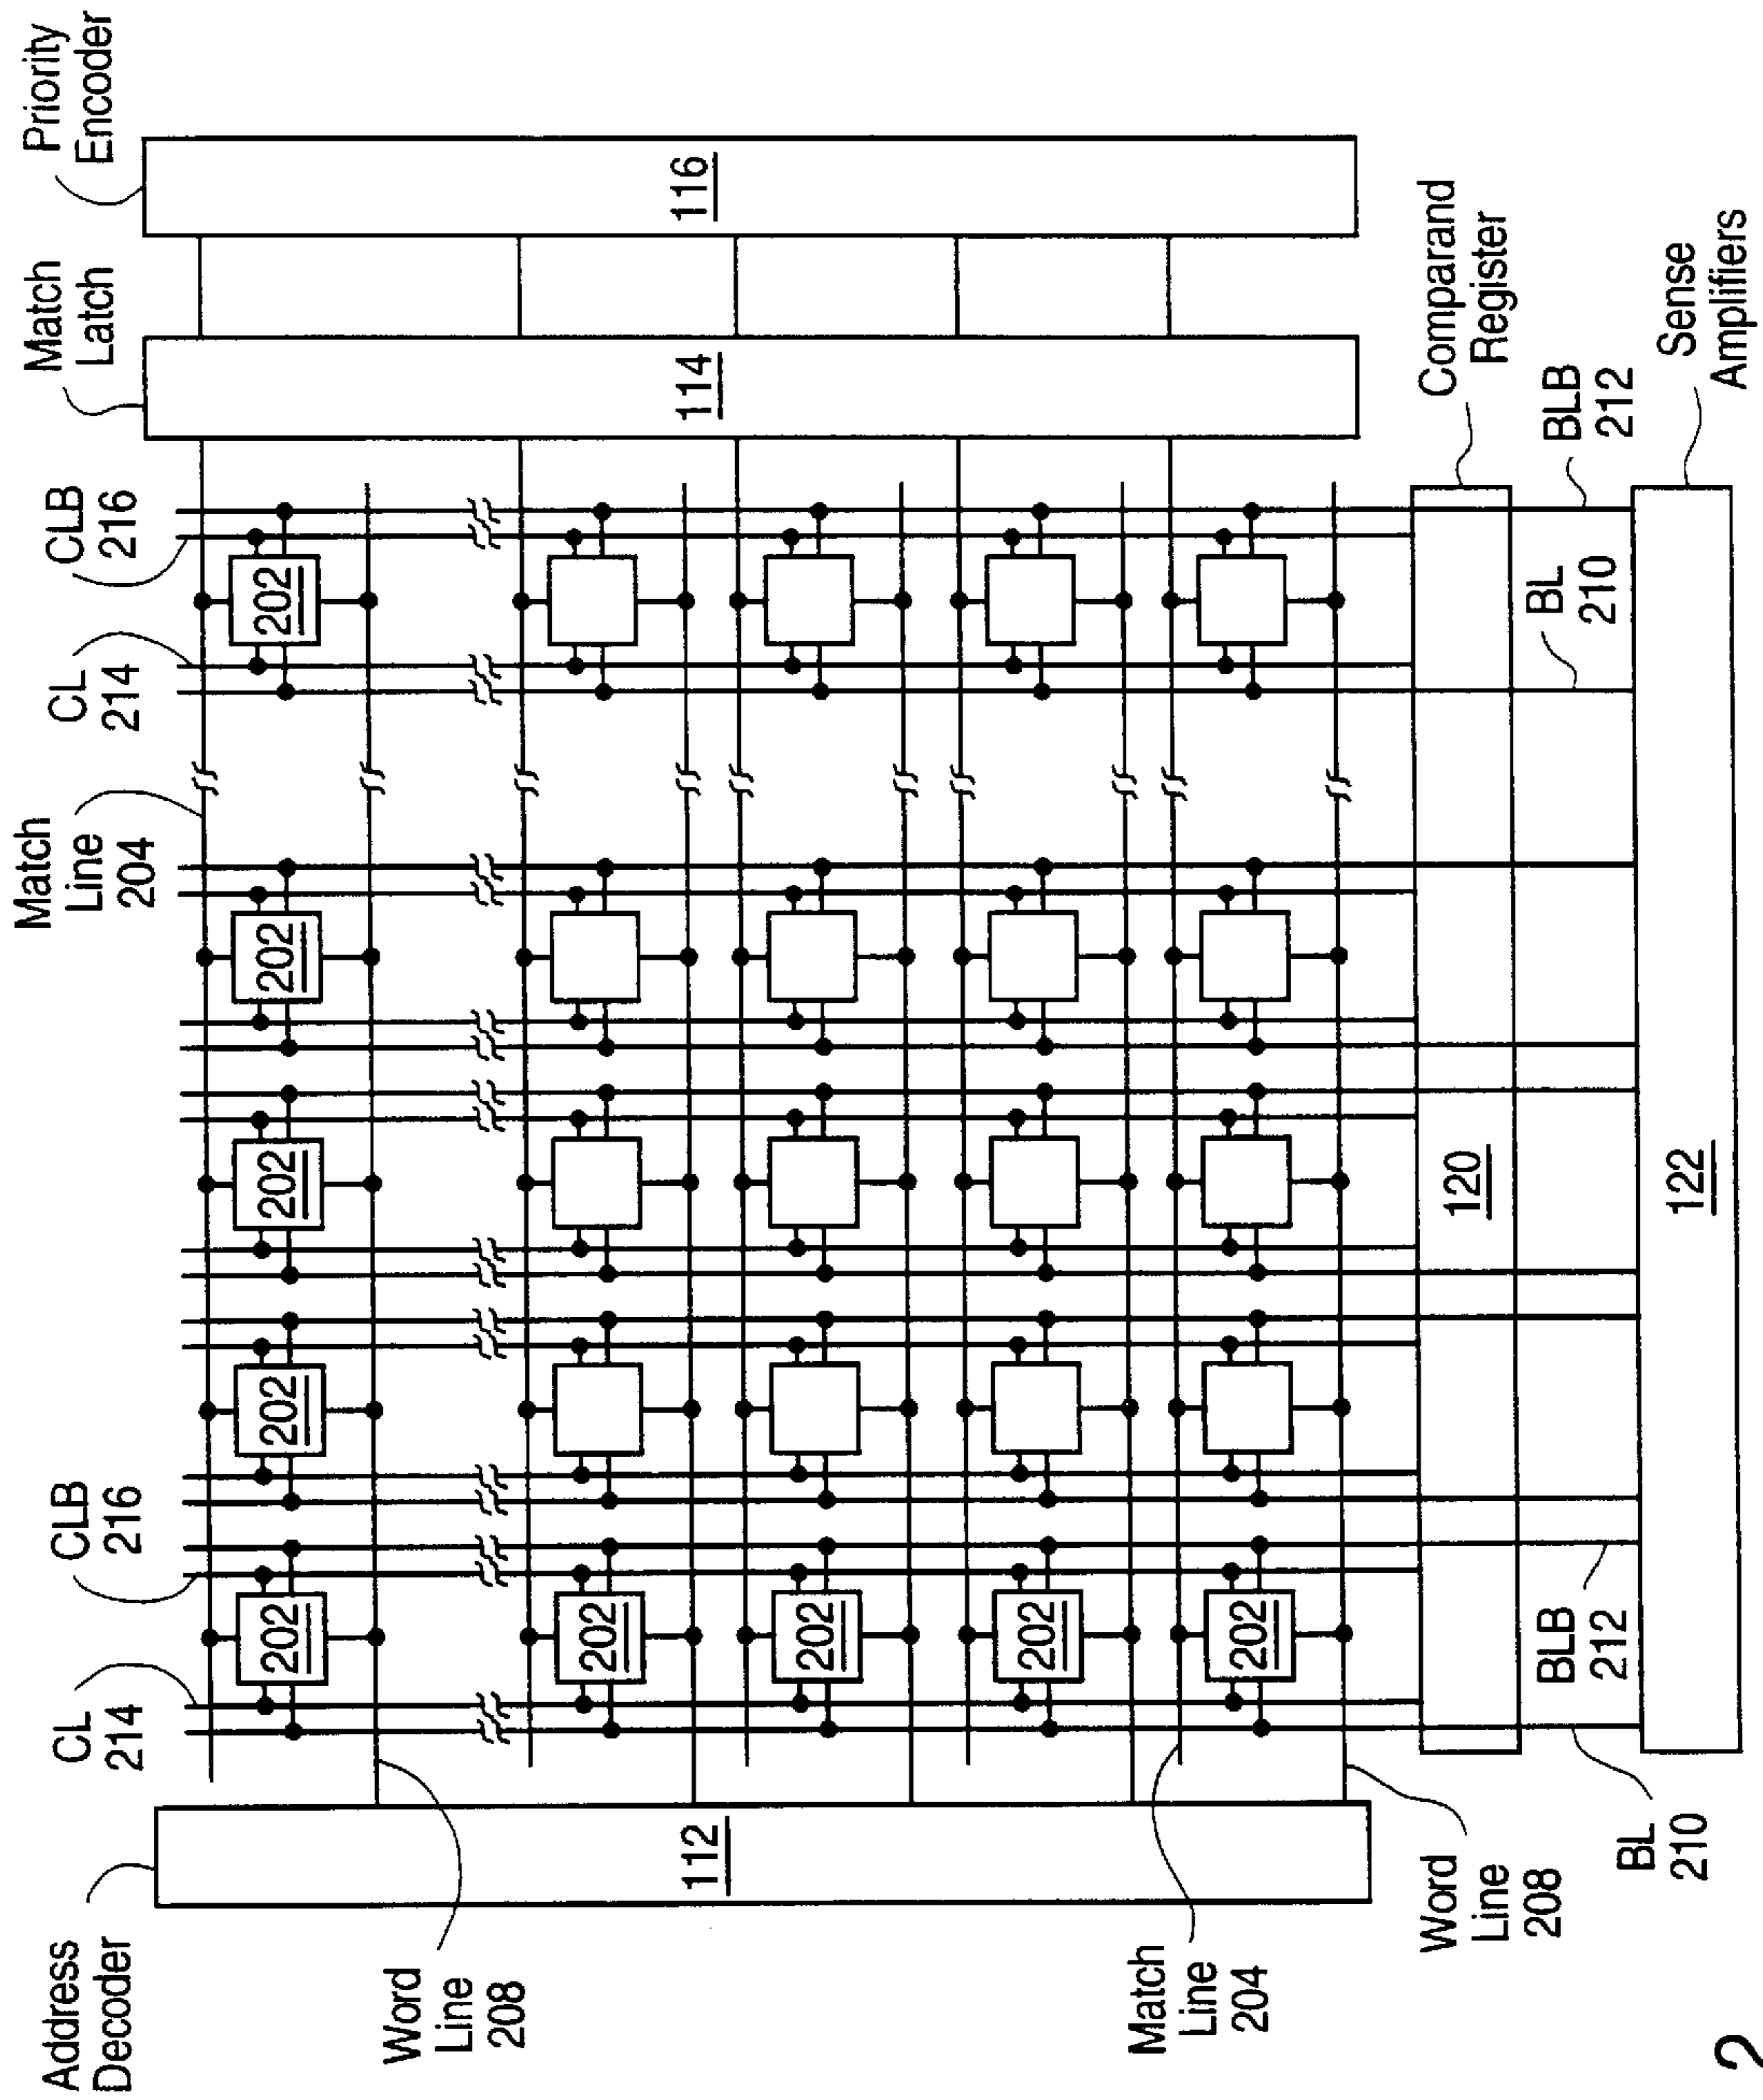 Address
Decoder
CL
214
CLB
216
Match
Line
204
CL
214
CLB
216
Match
Latch
Priority
Encoder
202
202
202
202
202
Word
Line
208
202
112
114
116
202
202
202
Match
Line
204
Word
Line
208
120
Comparand
Register
BL
210
BLB
212
BL
210
BLB
212
122
Sense
Amplifiers
2